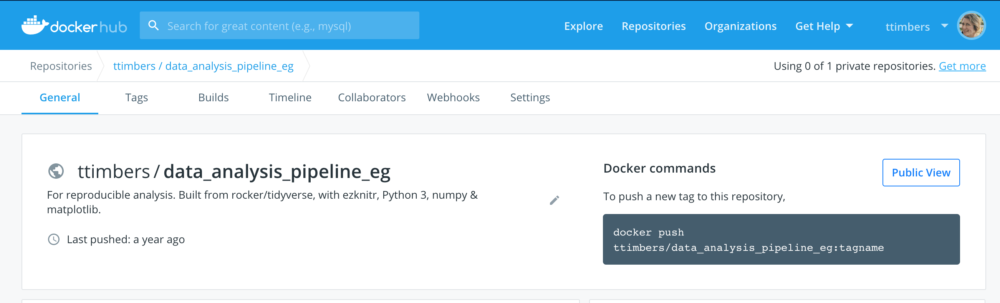 docker hub
Search for great content (e.g., mysql)
Explore
Repositories
Organizations
Get Help
ttimbers
Repositories
ttimbers / data_analysis_pipeline_eg
Using 0 of 1 private repositories. Get more
General
Tags
Builds
Timeline
Collaborators
Webhooks
Settings
ttimbers / data_analysis_pipeline_eg
For reproducible analysis. Built from rocker/tidyverse, with ezknitr, Python 3, numpy &
matplotlib.
Last pushed: a year ago
Docker commands
Public View
To push a new tag to this repository,
docker push
ttimbers/data_analysis_pipeline_eg:tagname